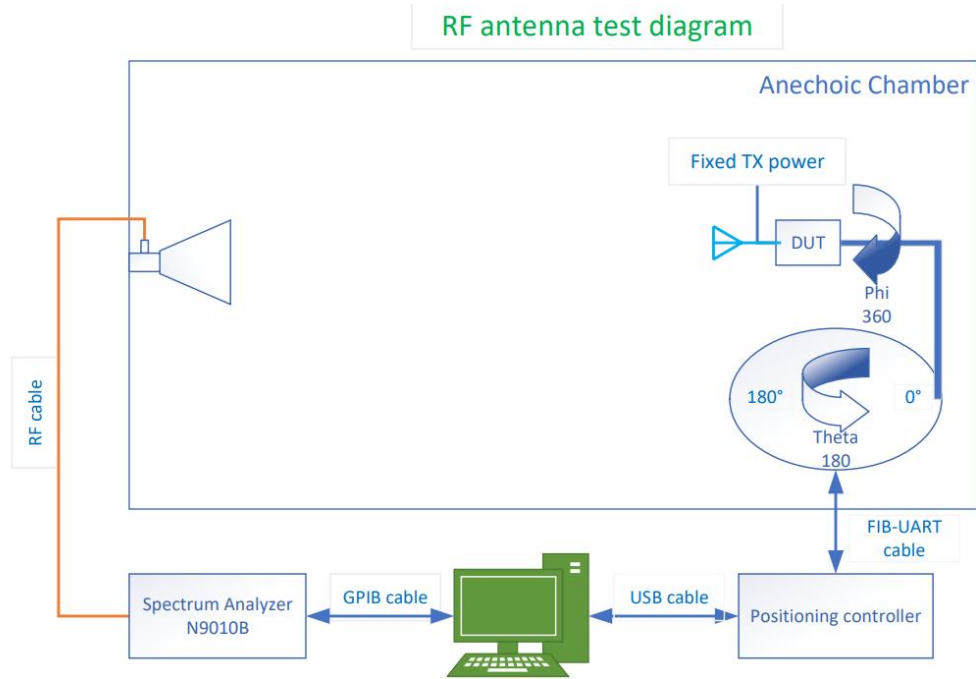 RF antenna test diagram
Anechoic Chamber
Fixed TX power
DUT
Phi
360
RF cable
180°
0°
Theta
180
FIB-UART
cable
Spectrum Analyzer
N9010B
GPIB cable
USB cable
Positioning controller